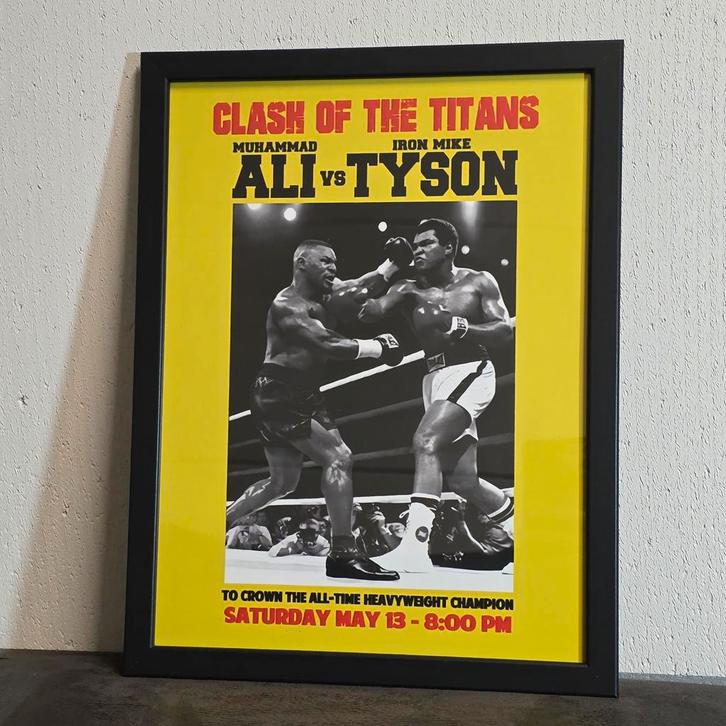 CLASH OF THE TITANS
MUHAMMAD IRON MIKE
ALI VS TYSON
TO CROWN THE ALL-TIME HEAVYWEIGHT CHAMPION
SATURDAY MAY 13 - 8:00 PM